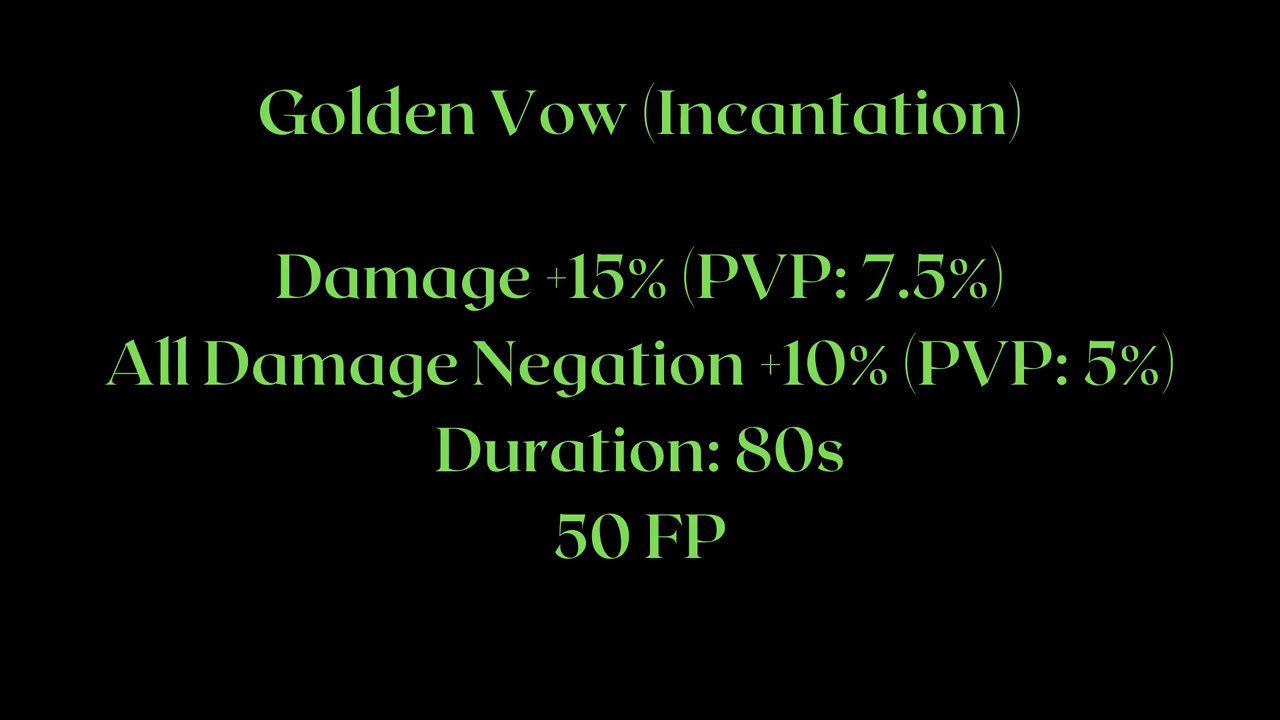 Golden Vow (Incantation)
Damage +15% (PVP: 7.5%)
All Damage Negation +10% (PVP: 5%)
Duration: 80s
50 FP